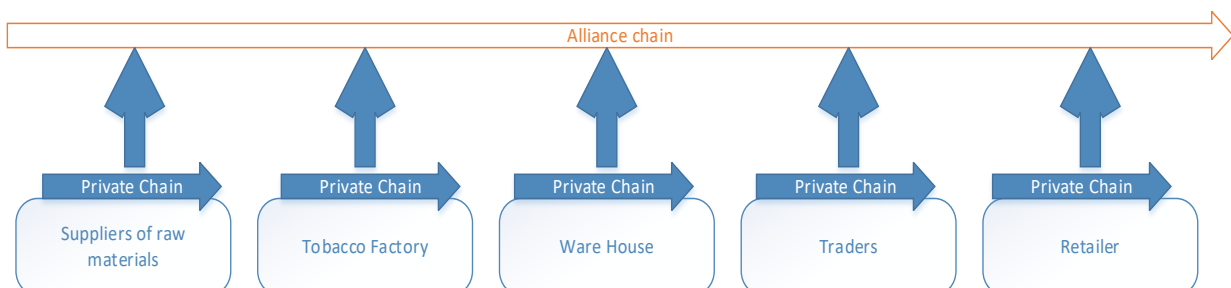 Alliance chain
Private Chain
Private Chain
Private Chain
Private Chain
Private Chain
Suppliers of raw
materials
Tobacco Factory
Ware House
Traders
Retailer